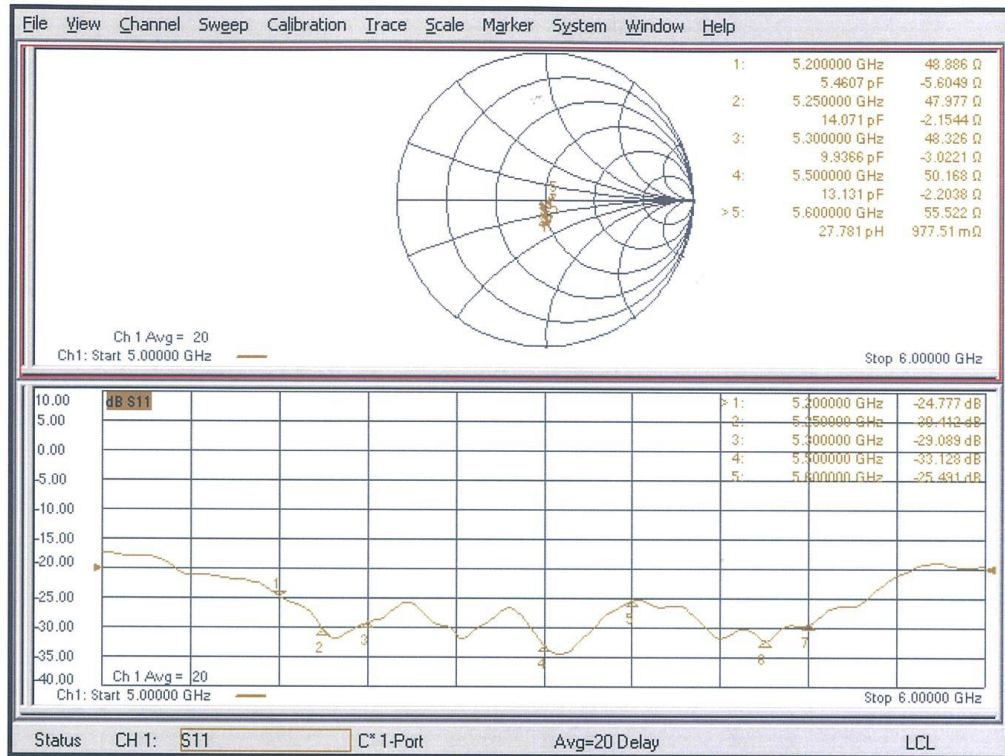 File View Channel Sweep Calibration Trace Scale Marker System Window Help
1: 5.200000 GHz 48.886 Ω
5.4607 pF -5.6049 Ω
2: 5.250000 GHz 47.977 Ω
14.071 pF -2.1544 Ω
3: 5.300000 GHz 48.326 Ω
9.9366 pF -3.0221 Ω
4: 5.500000 GHz 50.168 Ω
13.131 pF -2.2038 Ω
>5: 5.600000 GHz 55.522 Ω
27.781 pH 977.51 mΩ
Ch 1 Avg = 20
Ch1: Start 5.00000 GHz
Stop 6.00000 GHz
10.00
dB S11
> 1: 5.200000 GHz -24.777 dB
5.00
2: 5.250000 GHz -30.412 dB
3: 5.300000 GHz -29.089 dB
0.00
4: 5.500000 GHz -33.128 dB
-5.00
5: 5.600000 GHz -25.491 dB
-10.00
-15.00
-20.00
-25.00
-30.00
-35.00
-40.00
1
2
3
4
5
6
7
Ch 1 Avg = 20
Ch1: Start 5.00000 GHz
Stop 6.00000 GHz
Status CH 1: S11 C* 1-Port Avg=20 Delay LCL